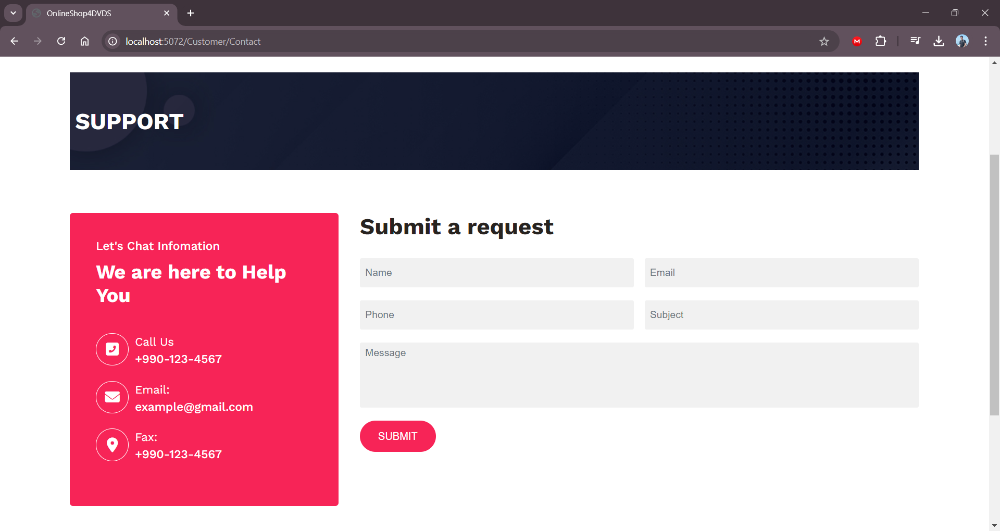 OnlineShop4DVDS
localhost:5072/Customer/Contact
M
SUPPORT
Let's Chat Infomation
We are here to Help
You
Call Us
+990-123-4567
Email:
example@gmail.com
Fax:
+990-123-4567
Submit a request
Name
Email
Phone
Subject
Message
SUBMIT